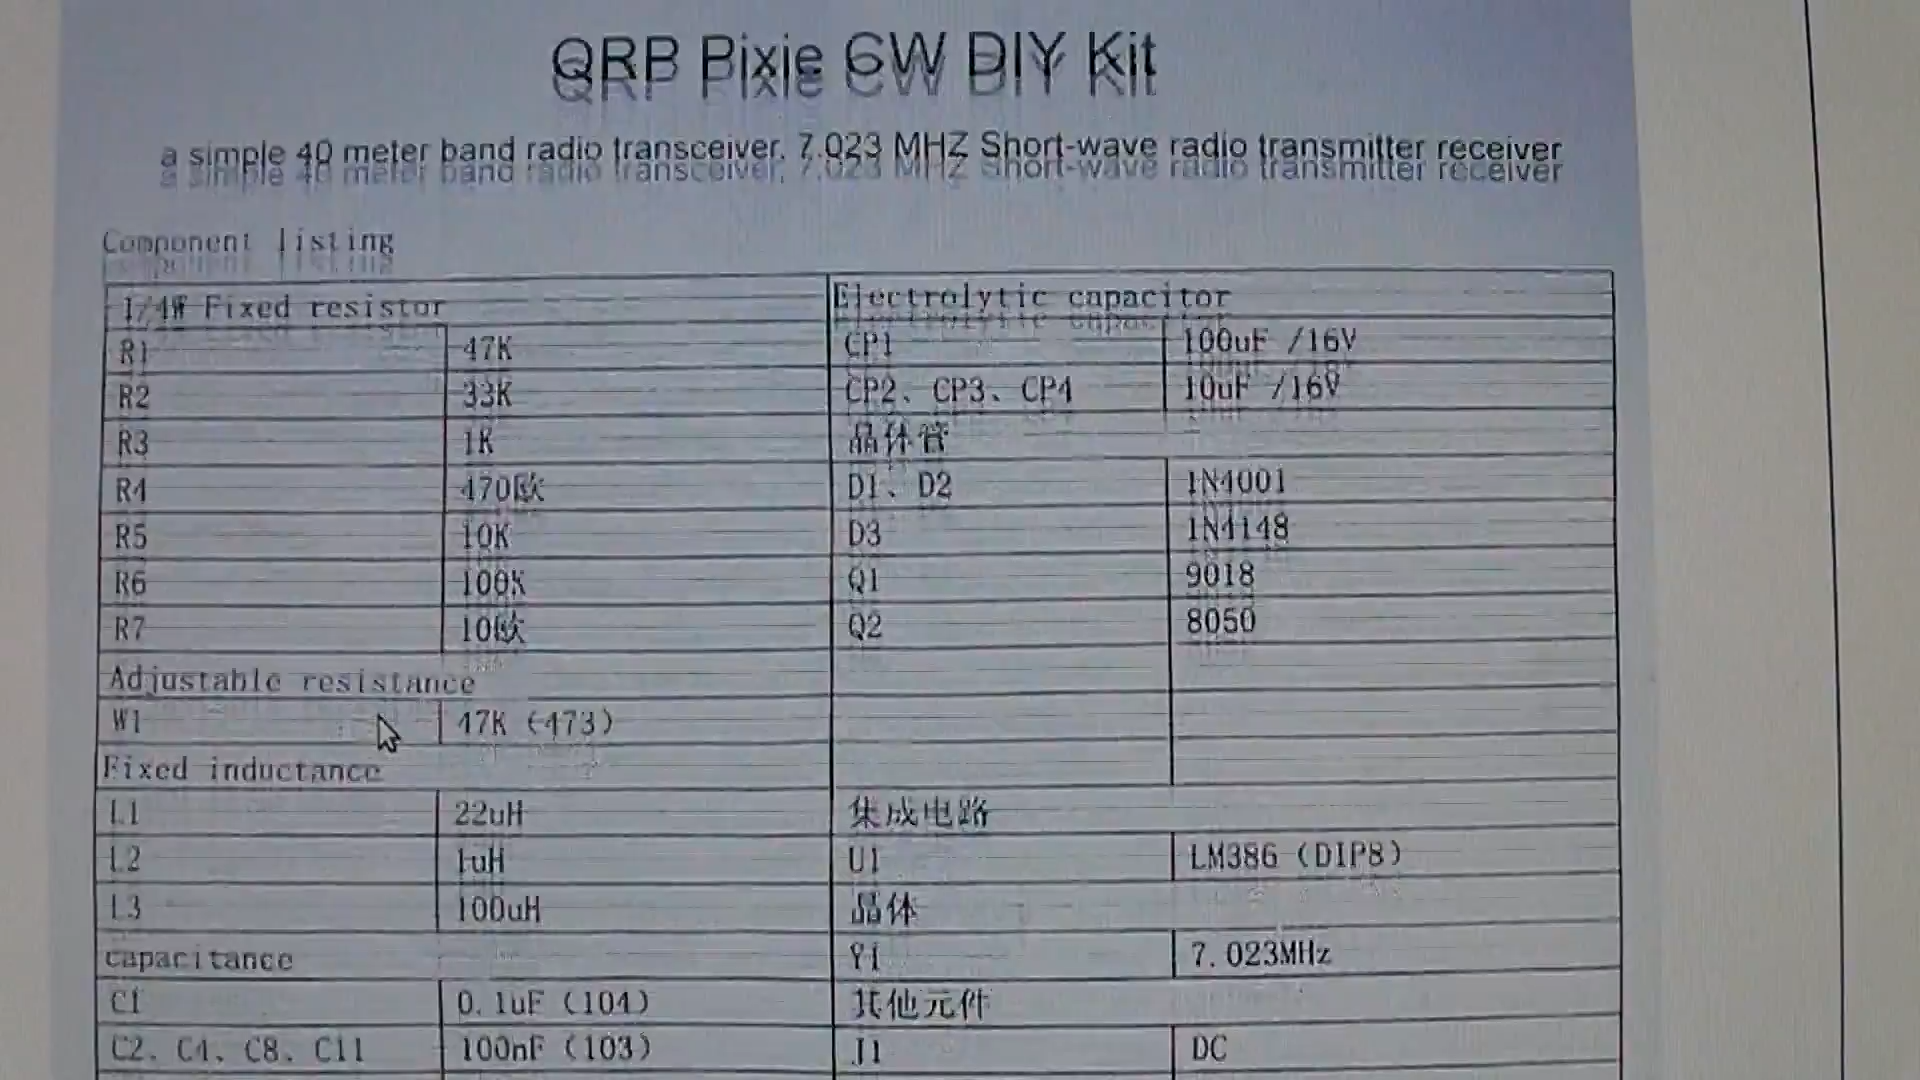 QRP Pixie CW DIY Kit
a simple 40 meter band radio transceiver, 7.023 MHZ Short-wave radio transmitter receiver
Component listing
1/4W Fixed resistor
R1 47K
R2 33K
R3 1K
R4 470欧
R5 10K
R6 100K
R7 10欧
Adjustable resistance
W1 47K (473)
Fixed inductance
L1 22uH
L2 1uH
L3 100uH
capacitance
C1 0.1uF (104)
C2、C4、C8、C11 100nF (103)
Electrolytic capacitor
CP1 100uF /16V
CP2、CP3、CP4 10uF /16V
晶体管
D1、D2 1N4001
D3 1N4148
Q1 9018
Q2 8050
集成电路
U1 LM386 (DIP8)
晶体
Y1 7.023MHz
其他元件
J1 DC